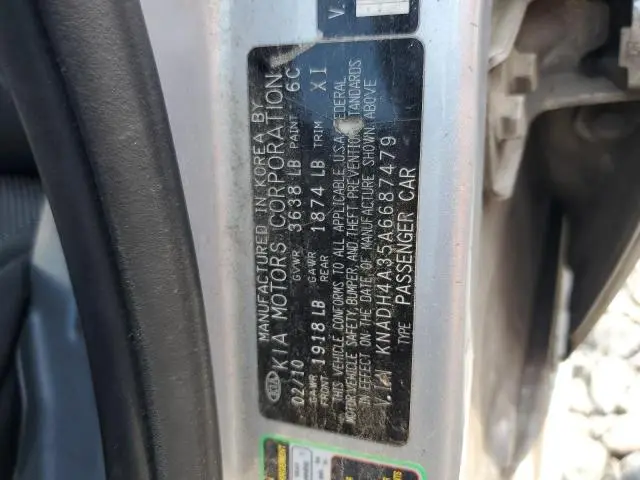 MANUFACTURED IN KOREA BY
KIA KIA MOTORS CORPORATION
02/10 GVWR 3638 LB PAINT 6C
GAWR FRONT 1918 LB GAWR REAR 1874 LB TRIM XI
THIS VEHICLE CONFORMS TO ALL APPLICABLE U.S.A. FEDERAL
MOTOR VEHICLE SAFETY, BUMPER, AND THEFT PREVENTION STANDARDS
IN EFFECT ON THE DATE OF MANUFACTURE SHOWN ABOVE
V.I.N KNADH4A35A6687479
TYPE PASSENGER CAR
V.